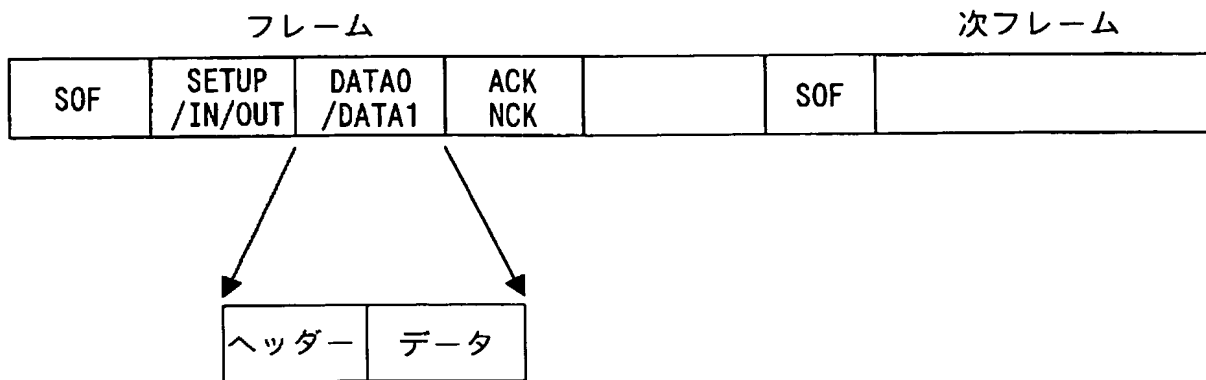 フレーム
次フレーム
SOF
SETUP
/IN/OUT
DATA0
/DATA1
ACK
NCK
SOF
ヘッダー
データ